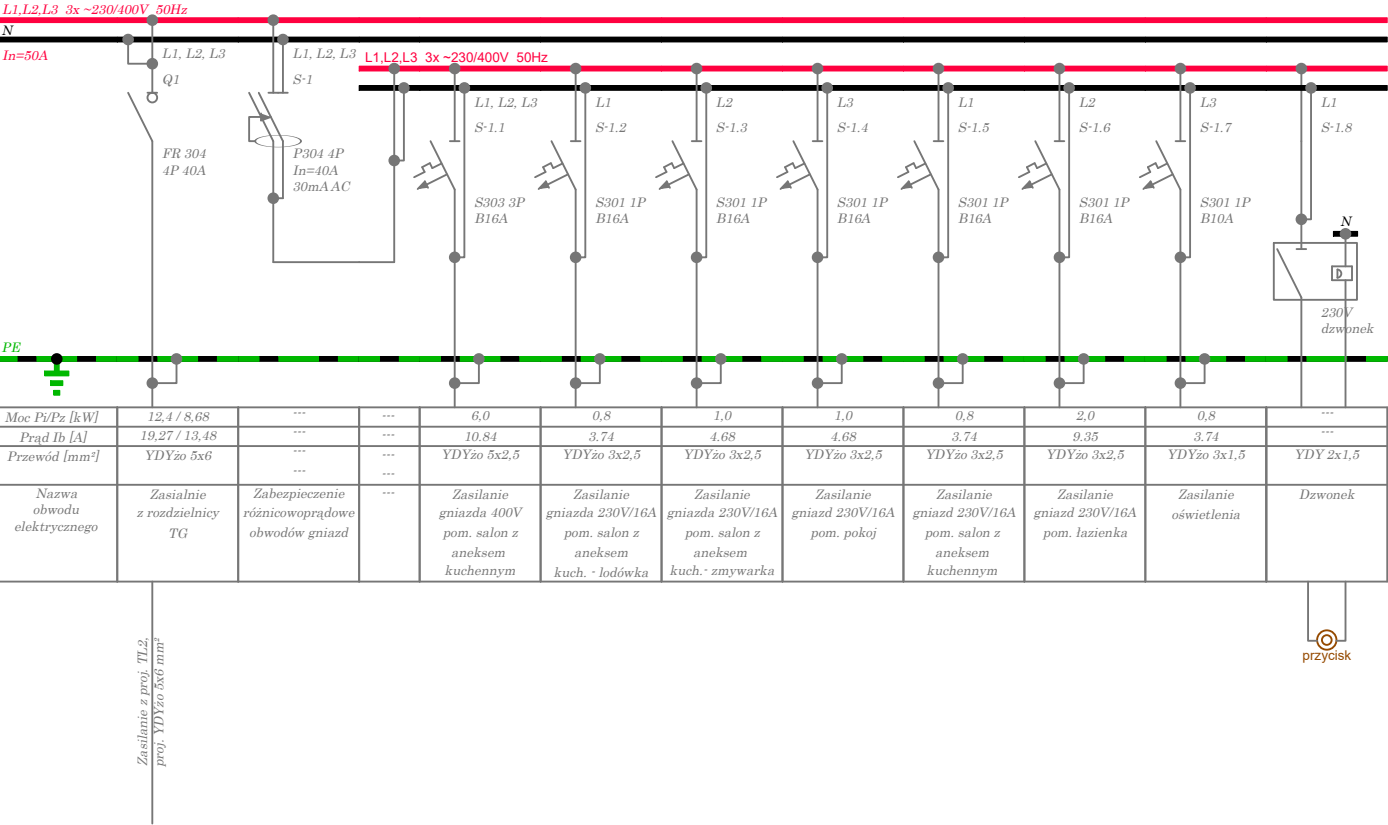 L1,L2,L3 3x ~230/400V 50Hz
N
In=50A
L1, L2, L3
Q1
FR 304
4P 40A
L1, L2, L3
S-1
P304 4P
In=40A
30mA AC
L1,L2,L3 3x ~230/400V 50Hz
L1, L2, L3
S-1.1
S303 3P
B16A
L1
S-1.2
S301 1P
B16A
L2
S-1.3
S301 1P
B16A
L3
S-1.4
S301 1P
B16A
L1
S-1.5
S301 1P
B16A
L2
S-1.6
S301 1P
B16A
L3
S-1.7
S301 1P
B10A
L1
S-1.8
N
D
230V
dzwonek
PE
Moc Pi/Pz [kW] 12,4 / 8,68 --- --- 6,0 0,8 1,0 1,0 0,8 2,0 0,8 ---
Prąd Ib [A] 19,27 / 13,48 --- --- 10.84 3.74 4.68 4.68 3.74 9.35 3.74 ---
Przewód [mm²] YDYżo 5x6 --- --- YDYżo 5x2,5 YDYżo 3x2,5 YDYżo 3x2,5 YDYżo 3x2,5 YDYżo 3x2,5 YDYżo 3x2,5 YDYżo 3x1,5 YDY 2x1,5
--- ---
Nazwa
obwodu
elektrycznego
Zasialnie
z rozdzielnicy
TG
Zabezpieczenie
różnicowoprądowe
obwodów gniazd
---
Zasilanie
gniazda 400V
pom. salon z
aneksem
kuchennym
Zasilanie
gniazda 230V/16A
pom. salon z
aneksem
kuch. - lodówka
Zasilanie
gniazda 230V/16A
pom. salon z
aneksem
kuch.- zmywarka
Zasilanie
gniazd 230V/16A
pom. pokoj
Zasilanie
gniazd 230V/16A
pom. salon z
aneksem
kuchennym
Zasilanie
gniazd 230V/16A
pom. łazienka
Zasilanie
oświetlenia
Dzwonek
Zasilanie z proj. TL2,
proj. YDYżo 5x6 mm²
przycisk